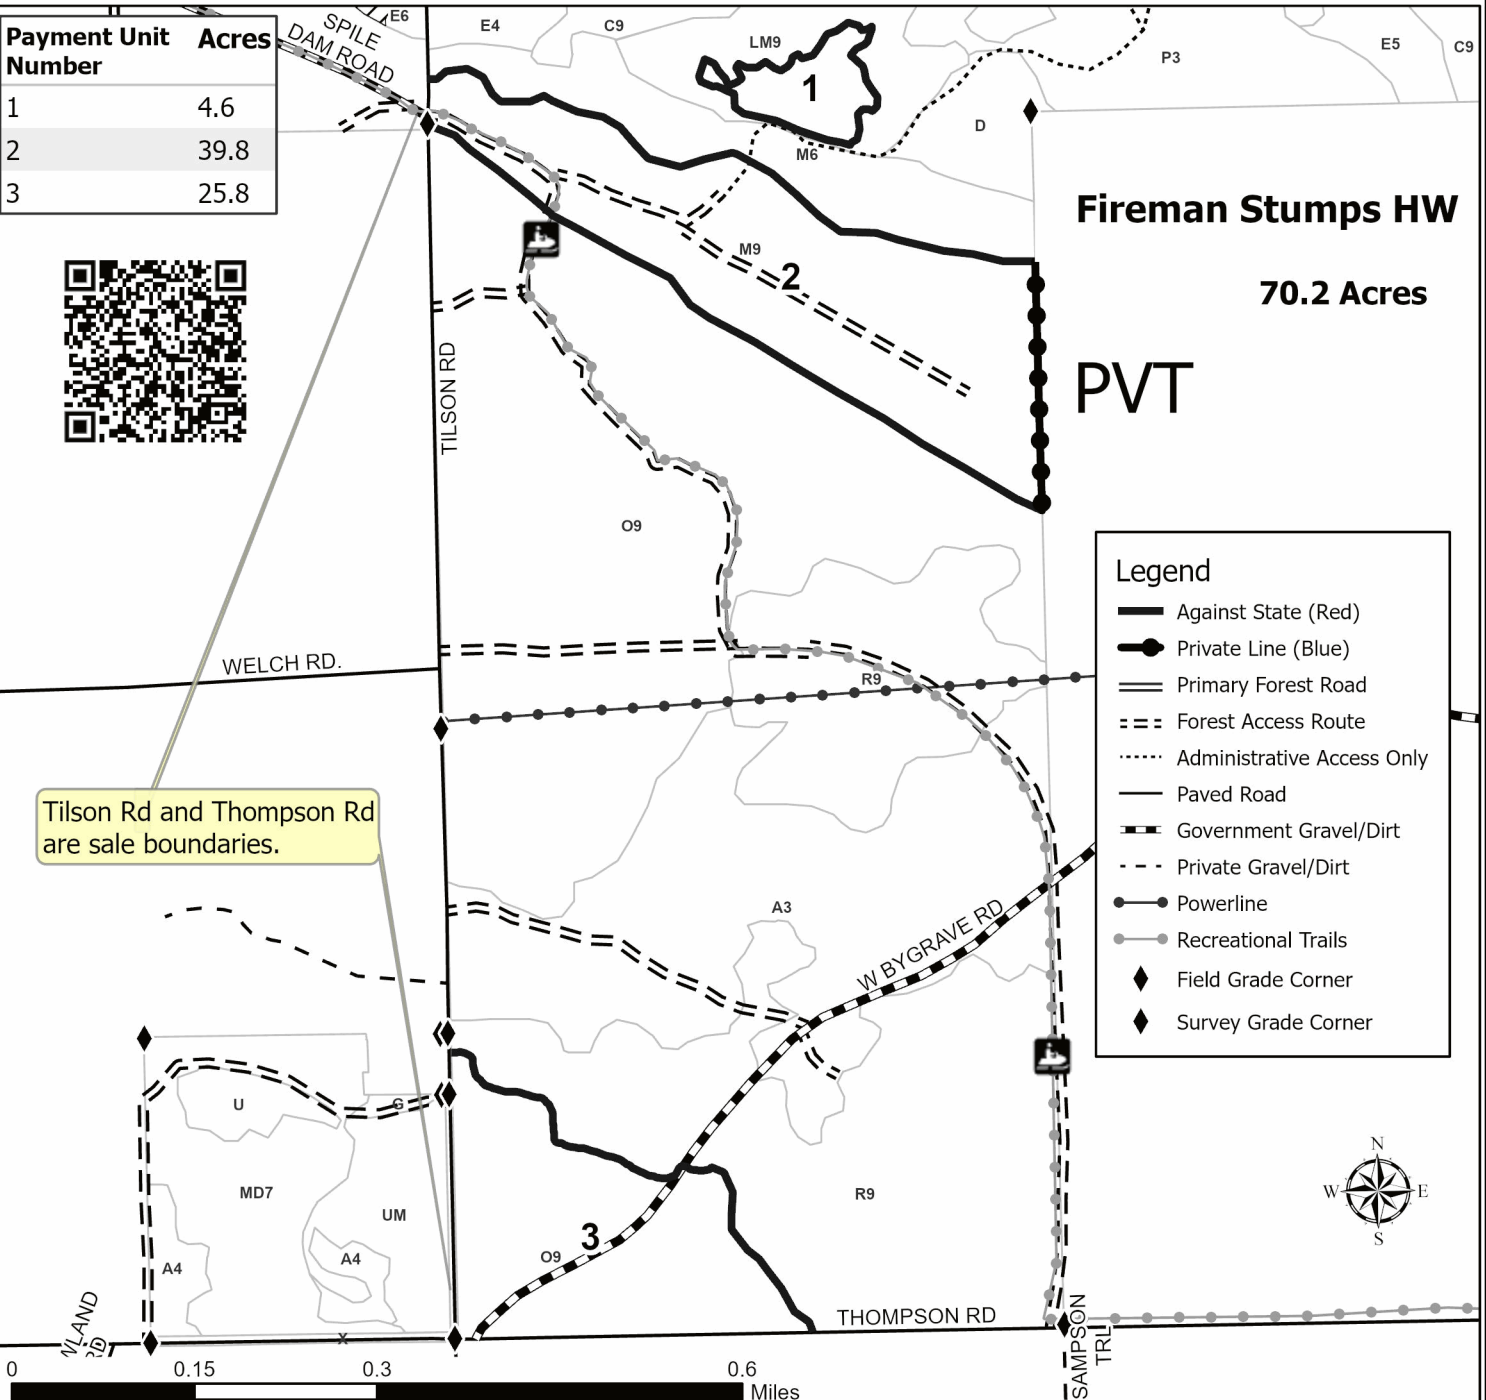 Payment Unit Number Acres
1 4.6
2 39.8
3 25.8
SPILE
DAM ROAD
E6
E4
C9
LM9
1
P3
E5
C9
D
M6
Fireman Stumps HW
70.2 Acres
M9
2
PVT
TILSON RD
O9
WELCH RD.
R9
Tilson Rd and Thompson Rd
are sale boundaries.
A3
W BYGRAVE RD
Legend
Against State (Red)
Private Line (Blue)
Primary Forest Road
Forest Access Route
Administrative Access Only
Paved Road
Government Gravel/Dirt
Private Gravel/Dirt
Powerline
Recreational Trails
Field Grade Corner
Survey Grade Corner
U
G
MD7
UM
A4
A4
X
3
O9
R9
THOMPSON RD
SAMPSON
TRL
NLAND
RD
N
W E
S
0 0.15 0.3 0.6
Miles